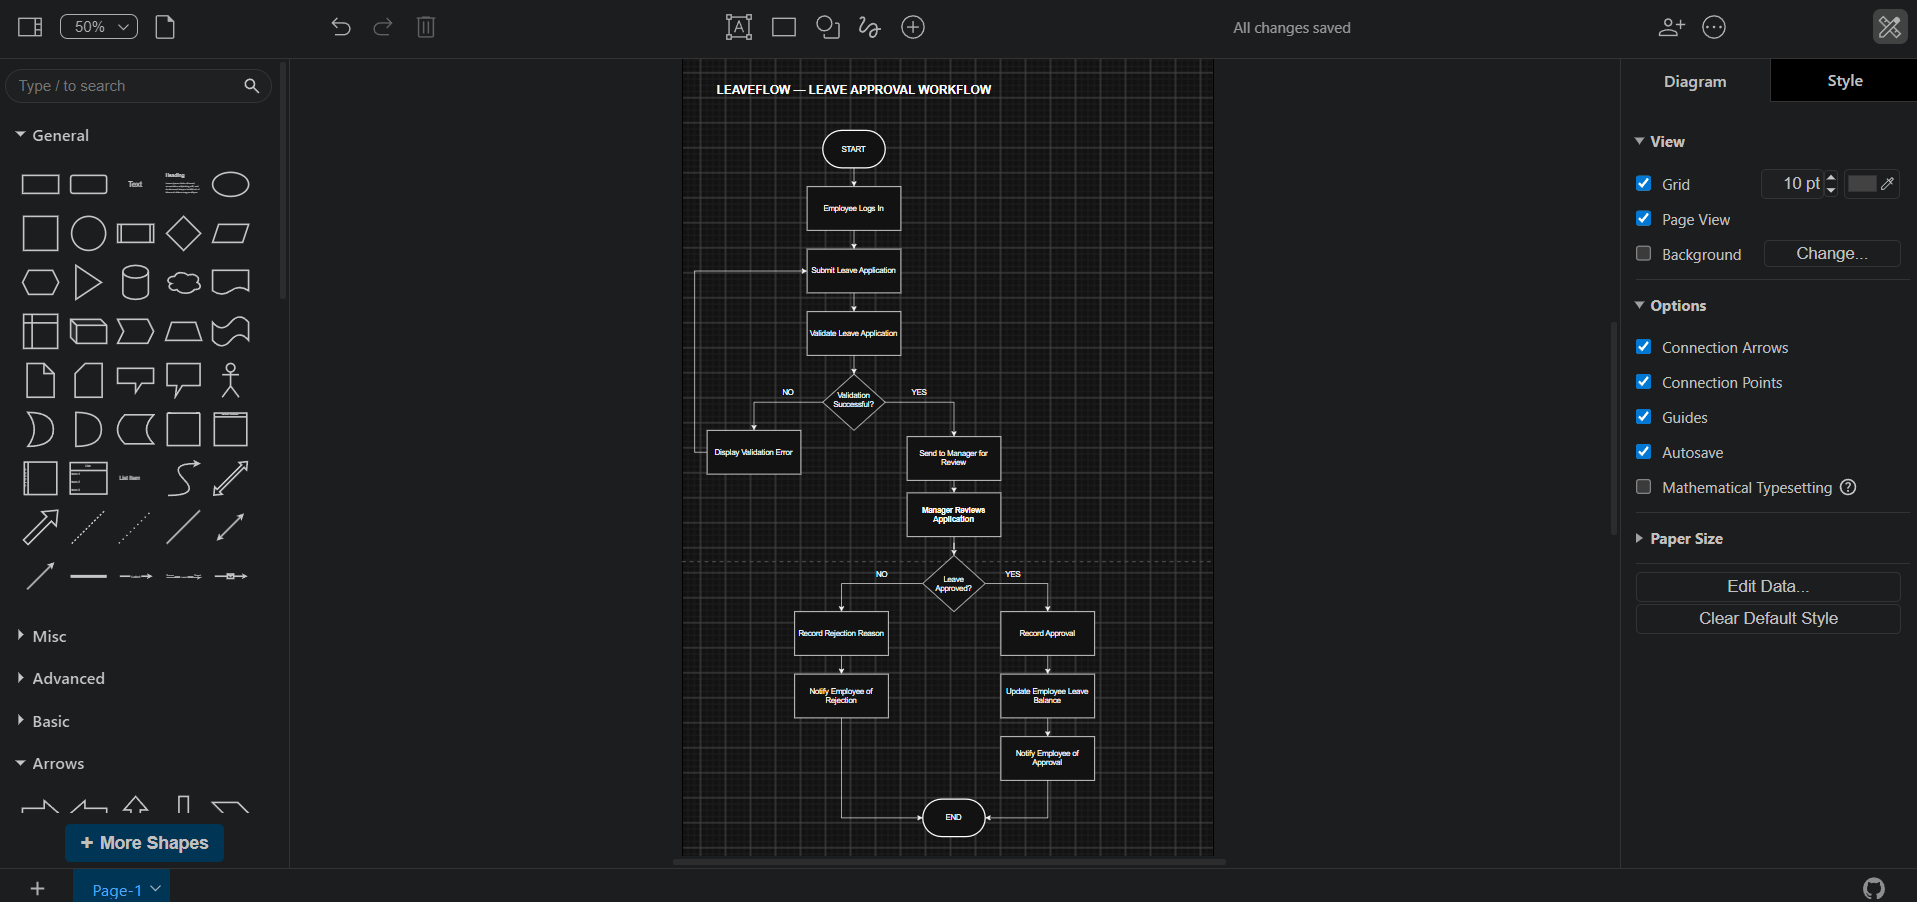 50%
All changes saved
Type / to search
Diagram
Style
General
Text
Heading
List Item
Misc
Advanced
Basic
Arrows
+ More Shapes
Page-1
LEAVEFLOW — LEAVE APPROVAL WORKFLOW
START
Employee Logs In
Submit Leave Application
Validate Leave Application
Validation
Successful?
NO
YES
Display Validation Error
Send to Manager for
Review
Manager Reviews
Application
Leave
Approved?
NO
YES
Record Rejection Reason
Record Approval
Notify Employee of
Rejection
Update Employee Leave
Balance
Notify Employee of
Approval
END
View
Grid
10 pt
Page View
Background
Change...
Options
Connection Arrows
Connection Points
Guides
Autosave
Mathematical Typesetting
Paper Size
Edit Data...
Clear Default Style